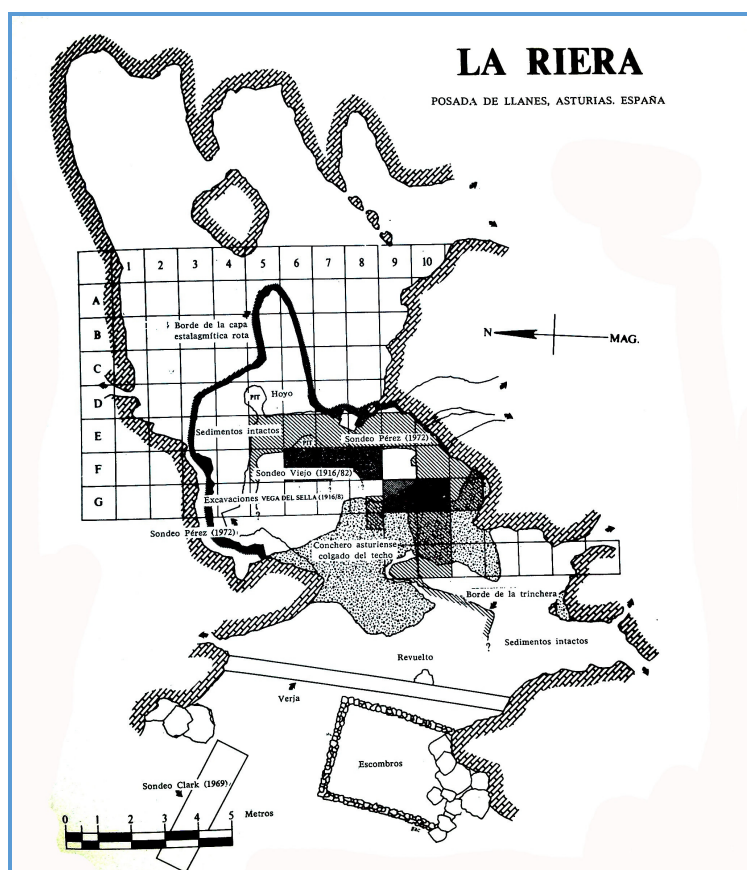 LA RIERA
POSADA DE LLANES, ASTURIAS. ESPAÑA
1 2 3 4 5 6 7 8 9 10
A
B
C
D
E
F
G
Borde de la capa
estalagmítica rota
N
MAG.
PIT
Hoyo
Sedimentos intactos
Sondeo Pérez (1972)
PIT
Sondeo Viejo (1916/82)
Excavaciones VEGA DEL SELLA (1916/8)
?
Sondeo Pérez (1972)
Conchero asturiense
colgado del techo
Borde de la trinchera
Sedimentos intactos
?
Revuelto
Verja
Escombros
Sondeo Clark (1969)
0 1 2 3 4 5 Metros